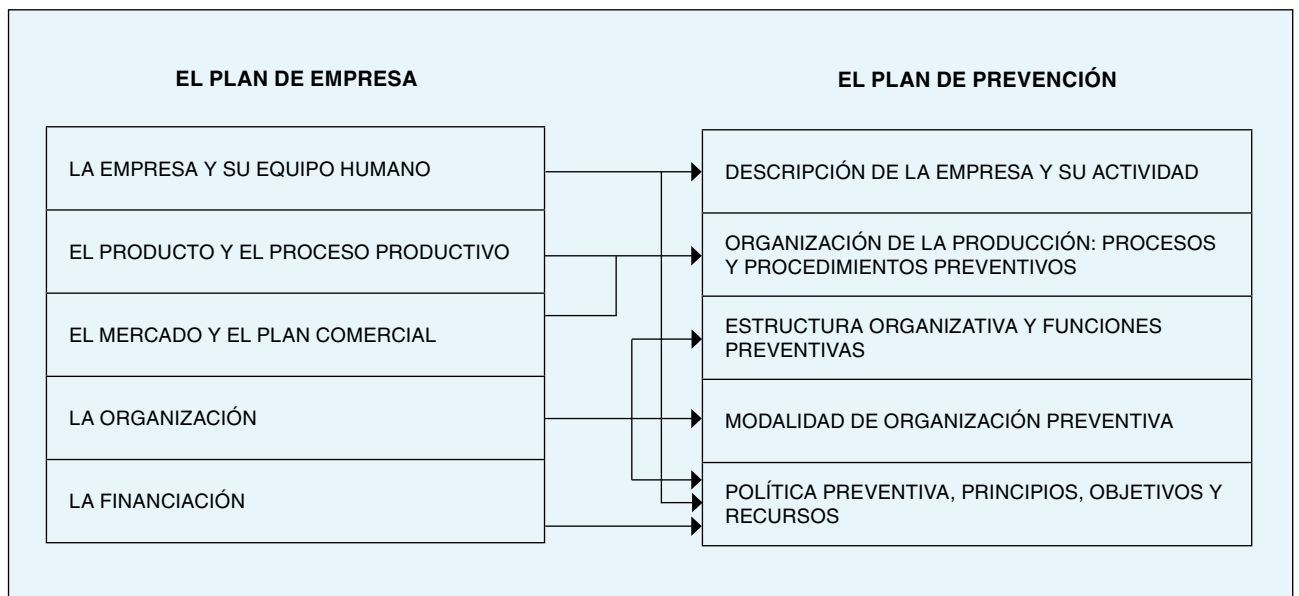 EL PLAN DE EMPRESA
LA EMPRESA Y SU EQUIPO HUMANO
EL PRODUCTO Y EL PROCESO PRODUCTIVO
EL MERCADO Y EL PLAN COMERCIAL
LA ORGANIZACIÓN
LA FINANCIACIÓN
EL PLAN DE PREVENCIÓN
DESCRIPCIÓN DE LA EMPRESA Y SU ACTIVIDAD
ORGANIZACIÓN DE LA PRODUCCIÓN: PROCESOS
Y PROCEDIMIENTOS PREVENTIVOS
ESTRUCTURA ORGANIZATIVA Y FUNCIONES
PREVENTIVAS
MODALIDAD DE ORGANIZACIÓN PREVENTIVA
POLÍTICA PREVENTIVA, PRINCIPIOS, OBJETIVOS Y
RECURSOS